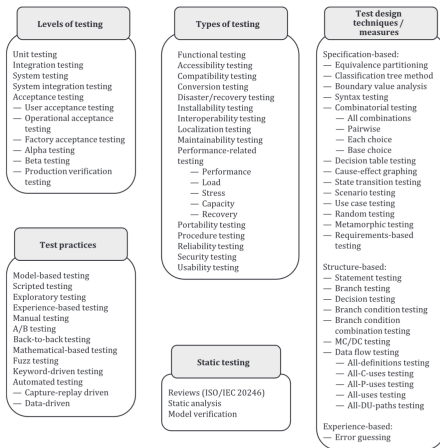 Levels of testing
Unit testing
Integration testing
System testing
System integration testing
Acceptance testing
— User acceptance testing
— Operational acceptance
testing
— Factory acceptance testing
— Alpha testing
— Beta testing
— Production verification
testing
Test practices
Model-based testing
Scripted testing
Exploratory testing
Experience-based testing
Manual testing
A/B testing
Back-to-back testing
Mathematical-based testing
Fuzz testing
Keyword-driven testing
Automated testing
— Capture-replay driven
— Data-driven
Types of testing
Functional testing
Accessibility testing
Compatibility testing
Conversion testing
Disaster/recovery testing
Installability testing
Interoperability testing
Localization testing
Maintainability testing
Performance-related
testing
— Performance
— Load
— Stress
— Capacity
— Recovery
Portability testing
Procedure testing
Reliability testing
Security testing
Usability testing
Static testing
Reviews (ISO/IEC 20246)
Static analysis
Model verification
Test design
techniques /
measures
Specification-based:
— Equivalence partitioning
— Classification tree method
— Boundary value analysis
— Syntax testing
— Combinatorial testing
— All combinations
— Pairwise
— Each choice
— Base choice
— Decision table testing
— Cause-effect graphing
— State transition testing
— Scenario testing
— Use case testing
— Random testing
— Metamorphic testing
— Requirements-based
testing
Structure-based:
— Statement testing
— Branch testing
— Decision testing
— Branch condition testing
— Branch condition
combination testing
— MC/DC testing
— Data flow testing
— All-definitions testing
— All-C-uses testing
— All-P-uses testing
— All-uses testing
— All-DU-paths testing
Experience-based:
— Error guessing